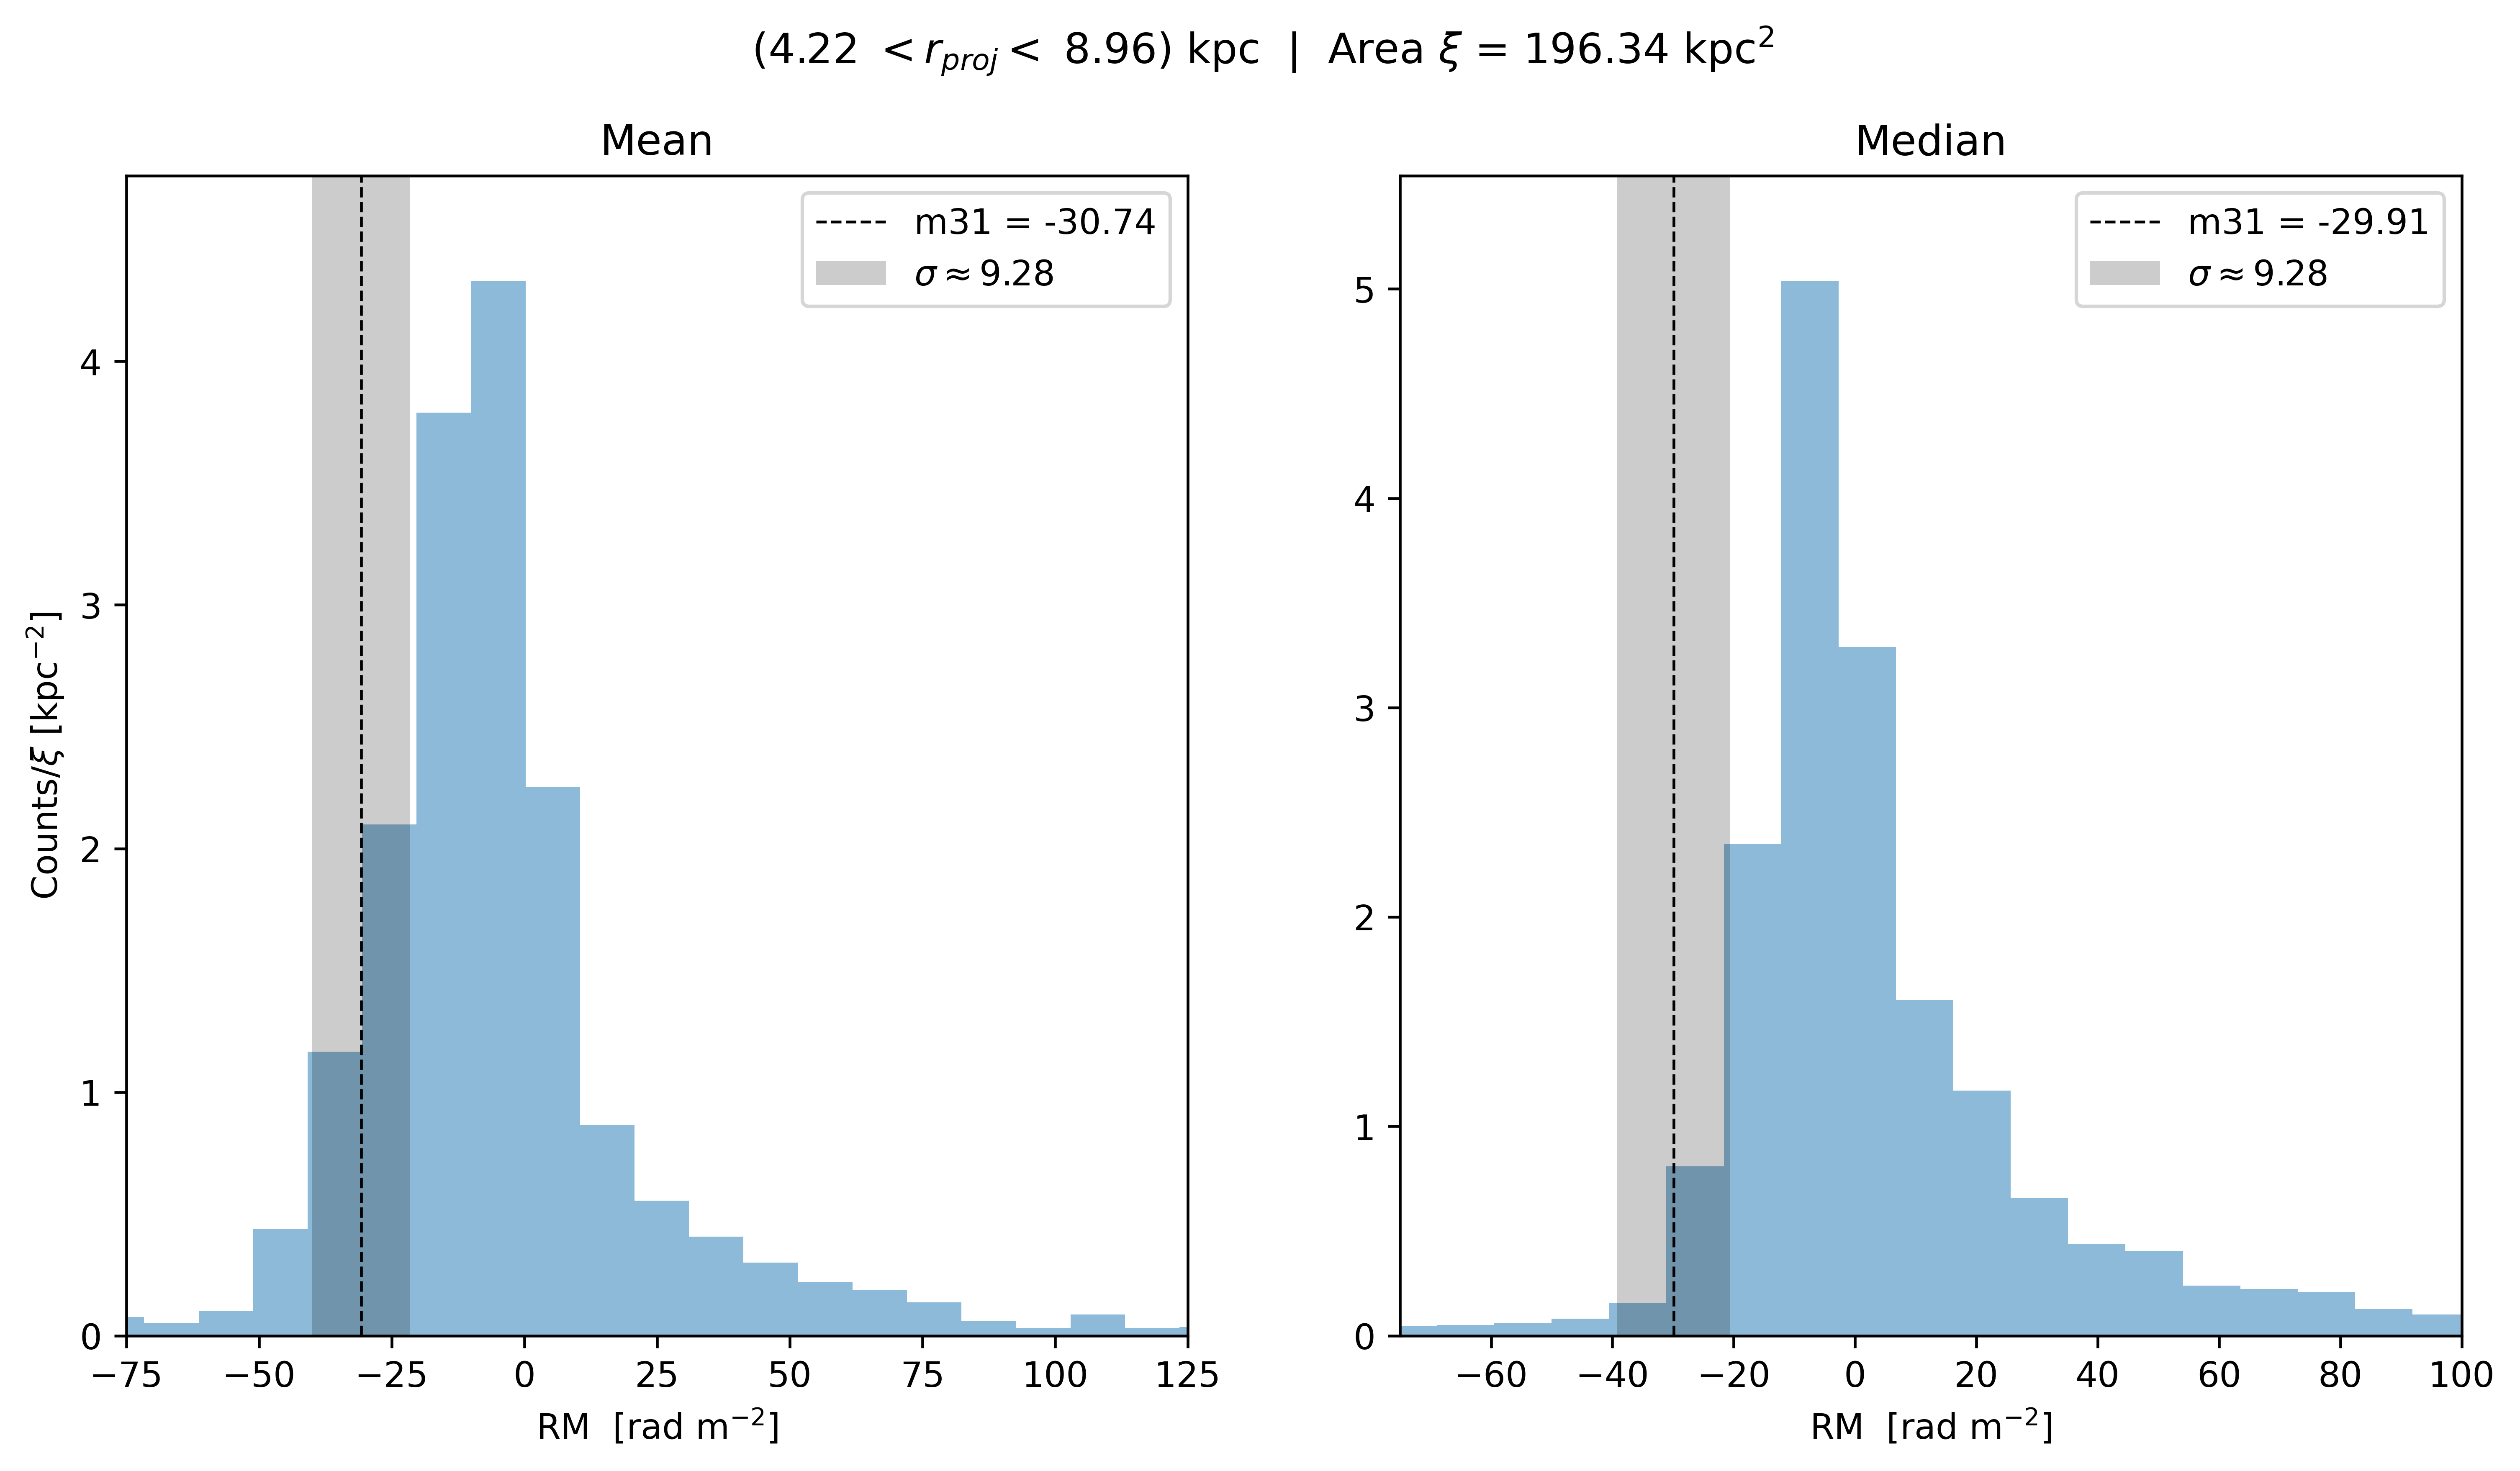 (4.22 < r_proj < 8.96) kpc | Area ξ = 196.34 kpc²
Mean
m31 = -30.74
σ ≈ 9.28
Counts/ξ [kpc⁻²]
4
3
2
1
0
−75 −50 −25 0 25 50 75 100 125
RM [rad m⁻²]
Median
m31 = -29.91
σ ≈ 9.28
5
4
3
2
1
0
−60 −40 −20 0 20 40 60 80 100
RM [rad m⁻²]